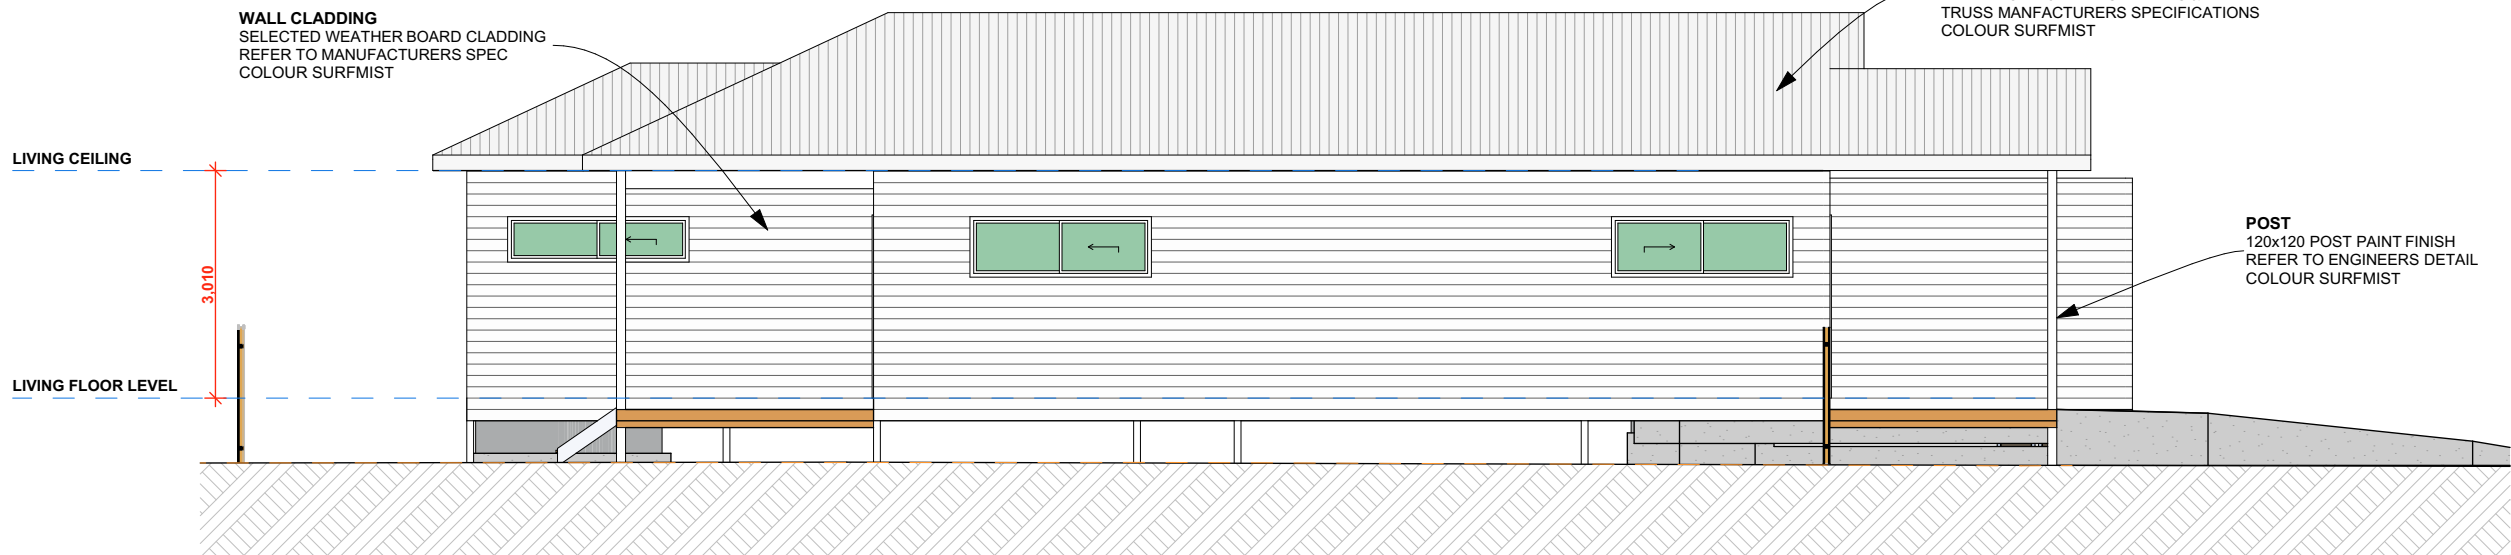 WALL CLADDING
SELECTED WEATHER BOARD CLADDING
REFER TO MANUFACTURERS SPEC
COLOUR SURFMIST
TRUSS MANFACTURERS SPECIFICATIONS
COLOUR SURFMIST
LIVING CEILING
3,010
POST
120x120 POST PAINT FINISH
REFER TO ENGINEERS DETAIL
COLOUR SURFMIST
LIVING FLOOR LEVEL